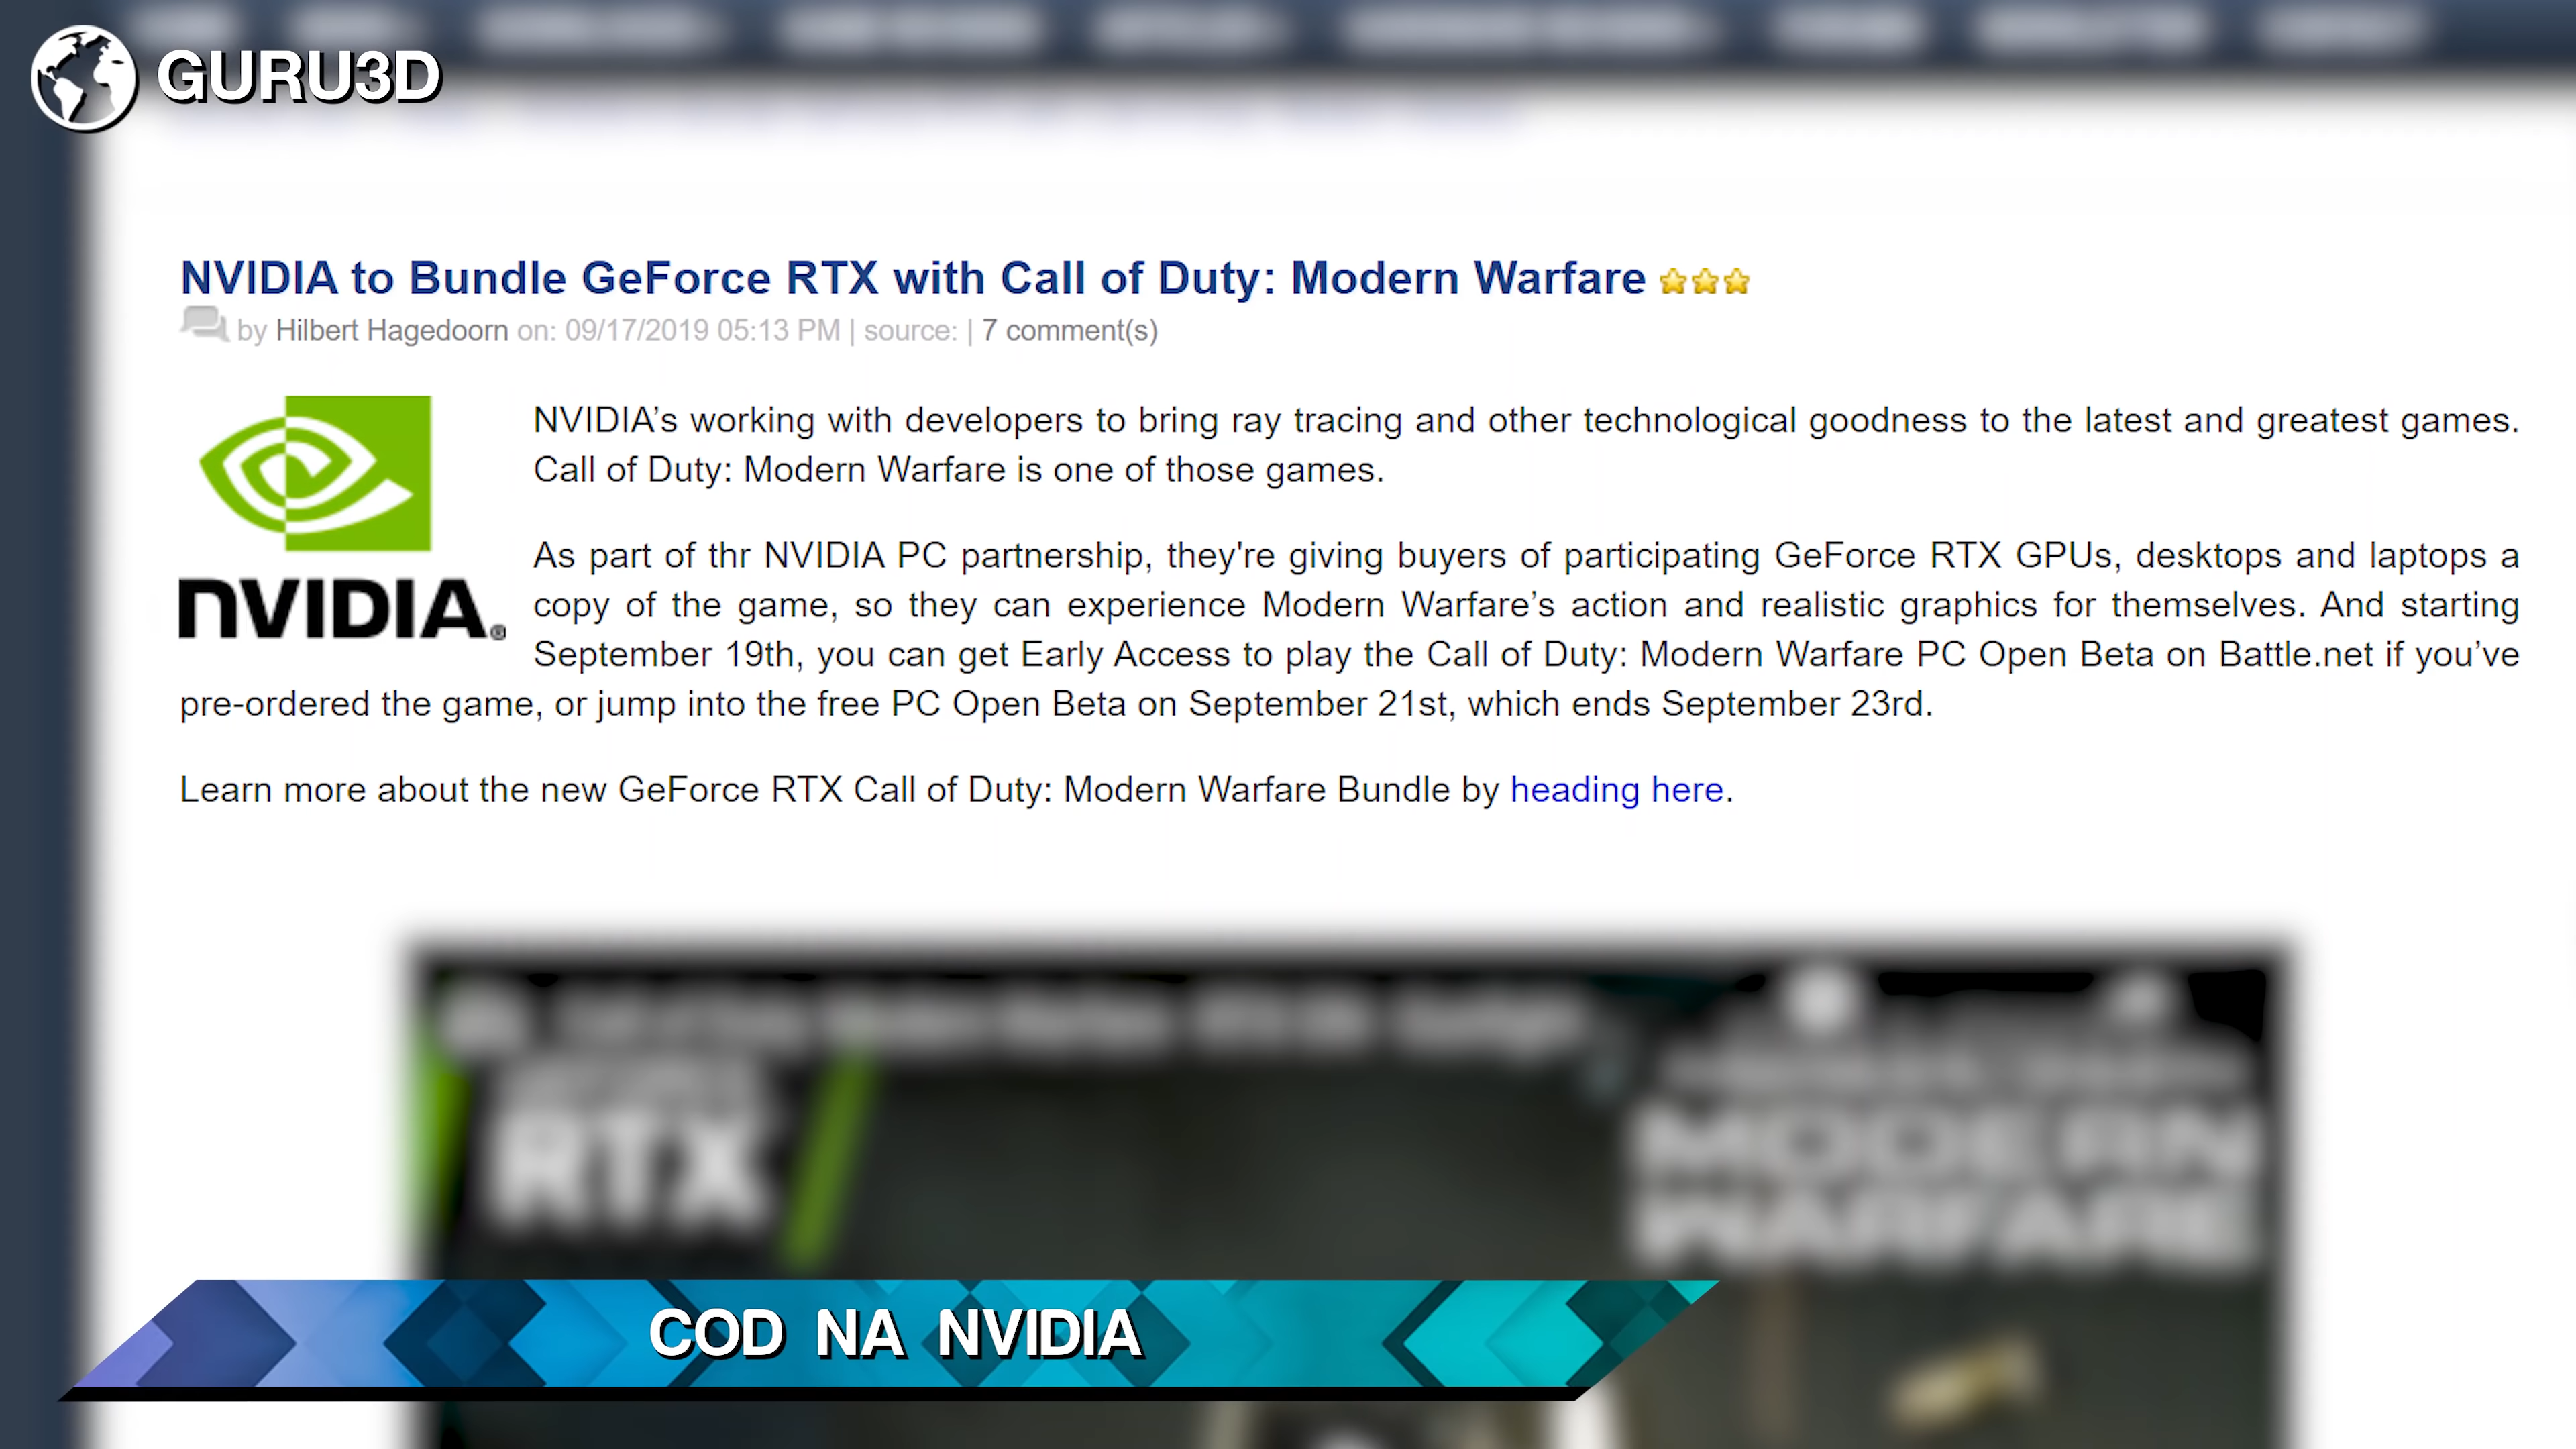 GURU3D
NVIDIA to Bundle GeForce RTX with Call of Duty: Modern Warfare
by Hilbert Hagedoorn on: 09/17/2019 05:13 PM | source: | 7 comment(s)
NVIDIA's working with developers to bring ray tracing and other technological goodness to the latest and greatest games.
Call of Duty: Modern Warfare is one of those games.
nVIDIA®
As part of thr NVIDIA PC partnership, they're giving buyers of participating GeForce RTX GPUs, desktops and laptops a
copy of the game, so they can experience Modern Warfare's action and realistic graphics for themselves. And starting
September 19th, you can get Early Access to play the Call of Duty: Modern Warfare PC Open Beta on Battle.net if you've
pre-ordered the game, or jump into the free PC Open Beta on September 21st, which ends September 23rd.
Learn more about the new GeForce RTX Call of Duty: Modern Warfare Bundle by heading here.
RTX
MODERN
WARFARE
COD NA NVIDIA